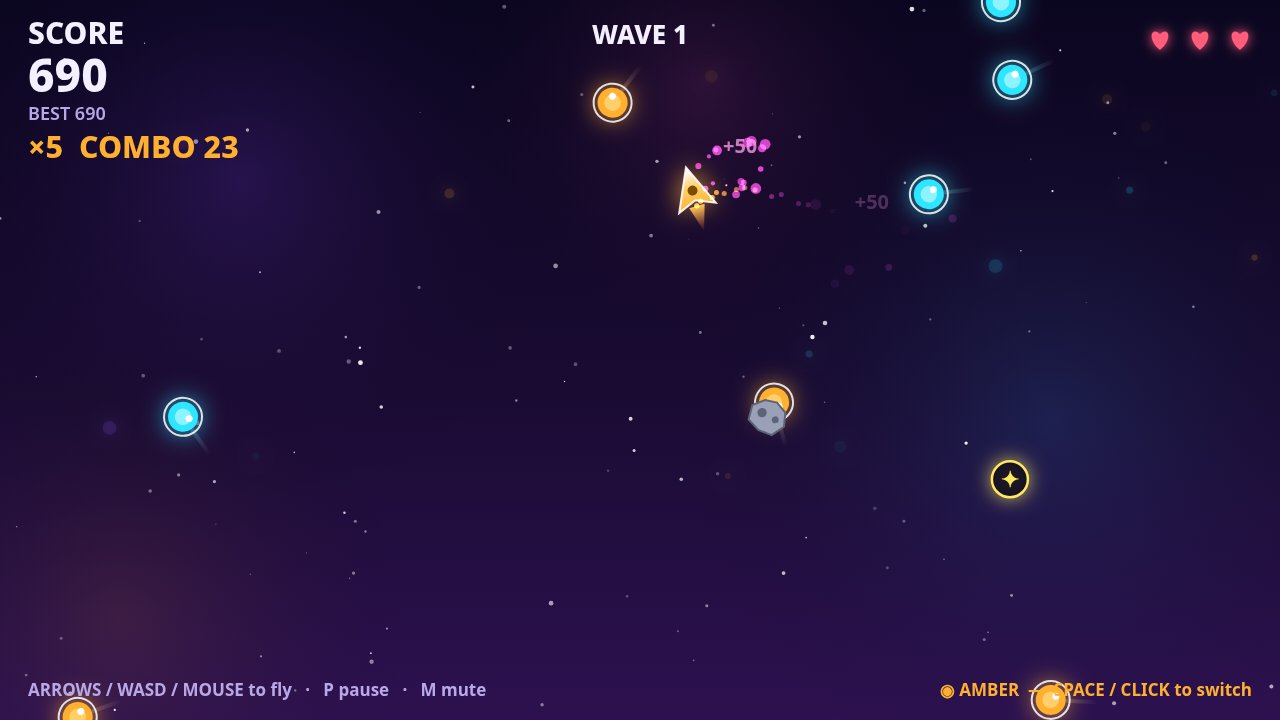 SCORE
690
BEST 690
×5 COMBO 23
WAVE 1
+50
+50
ARROWS / WASD / MOUSE to fly · P pause · M mute
◉ AMBER — SPACE / CLICK to switch